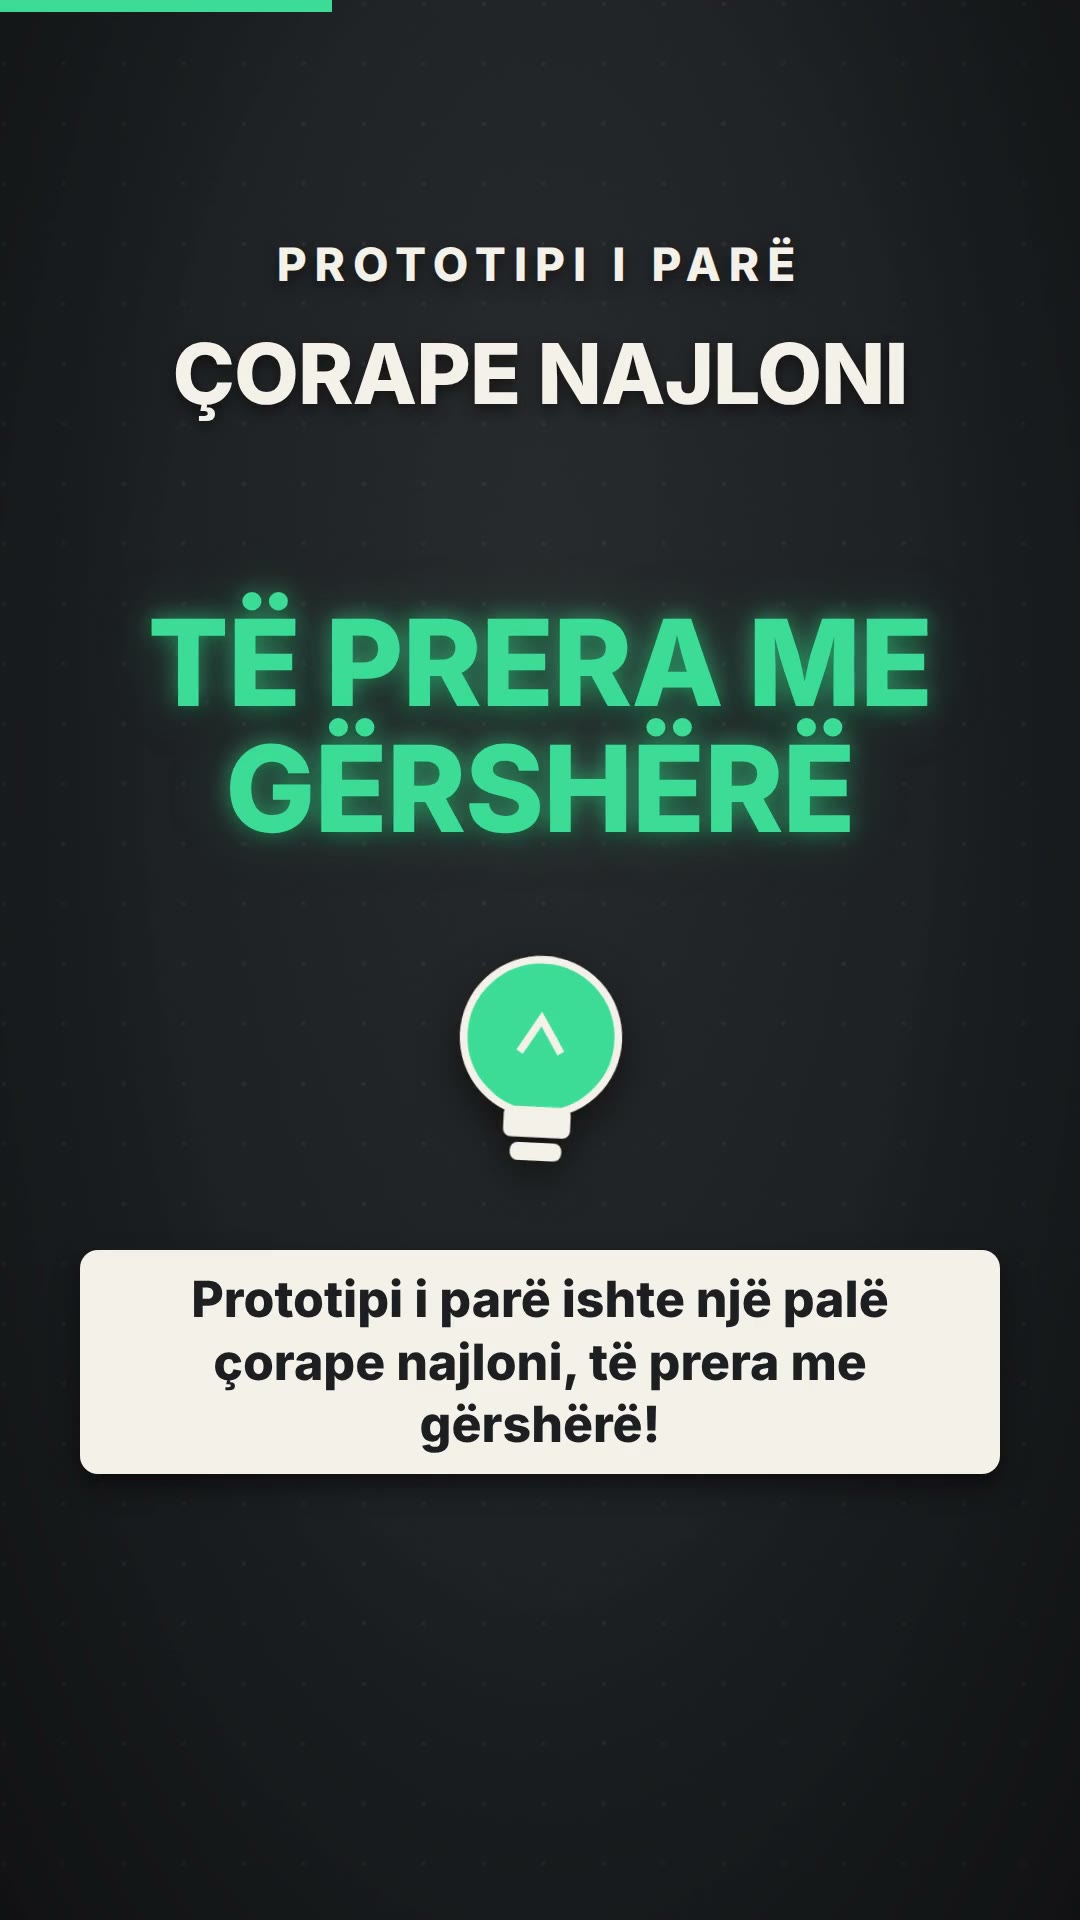 PROTOTIPI I PARË
ÇORAPE NAJLONI
TË PRERA ME
GËRSHËRË
Prototipi i parë ishte një palë
çorape najloni, të prera me
gërshërë!